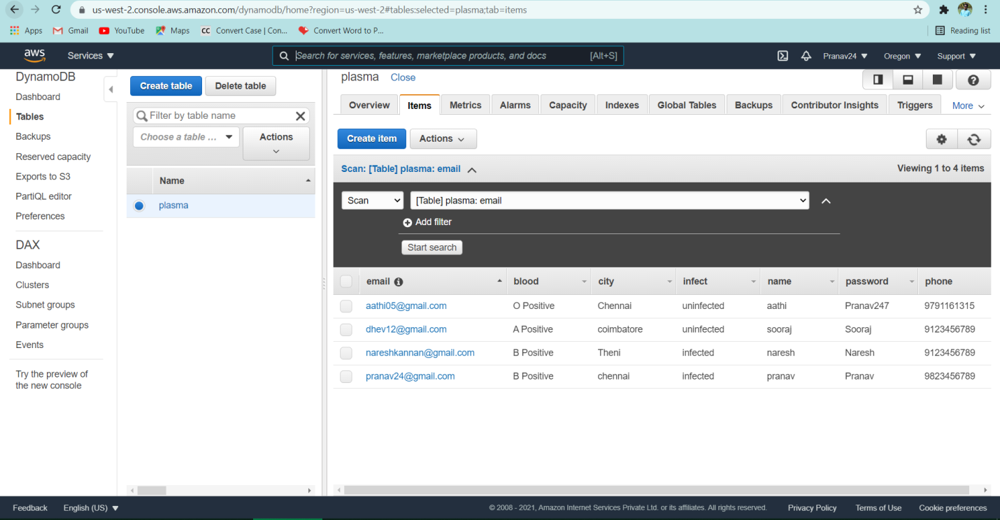 us-west-2.console.aws.amazon.com/dynamodb/home?region=us-west-2#tables:selected=plasma;tab=items
Apps Gmail YouTube Maps CC Convert Case | Con... Convert Word to P... Reading list
aws Services Search for services, features, marketplace products, and docs [Alt+S] Pranav24 Oregon Support
DynamoDB
Dashboard
Tables
Backups
Reserved capacity
Exports to S3
PartiQL editor
Preferences
DAX
Dashboard
Clusters
Subnet groups
Parameter groups
Events
Try the preview of
the new console
Create table Delete table
Filter by table name
Choose a table ... Actions
Name
plasma
plasma Close
Overview Items Metrics Alarms Capacity Indexes Global Tables Backups Contributor Insights Triggers More
Create item Actions
Scan: [Table] plasma: email Viewing 1 to 4 items
Scan [Table] plasma: email
Add filter
Start search
email blood city infect name password phone
aathi05@gmail.com O Positive Chennai uninfected aathi Pranav247 9791161315
dhev12@gmail.com A Positive coimbatore uninfected sooraj Sooraj 9123456789
nareshkannan@gmail.com B Positive Theni infected naresh Naresh 9123456789
pranav24@gmail.com B Positive chennai infected pranav Pranav 9823456789
Feedback English (US) © 2008 - 2021, Amazon Internet Services Private Ltd. or its affiliates. All rights reserved. Privacy Policy Terms of Use Cookie preferences